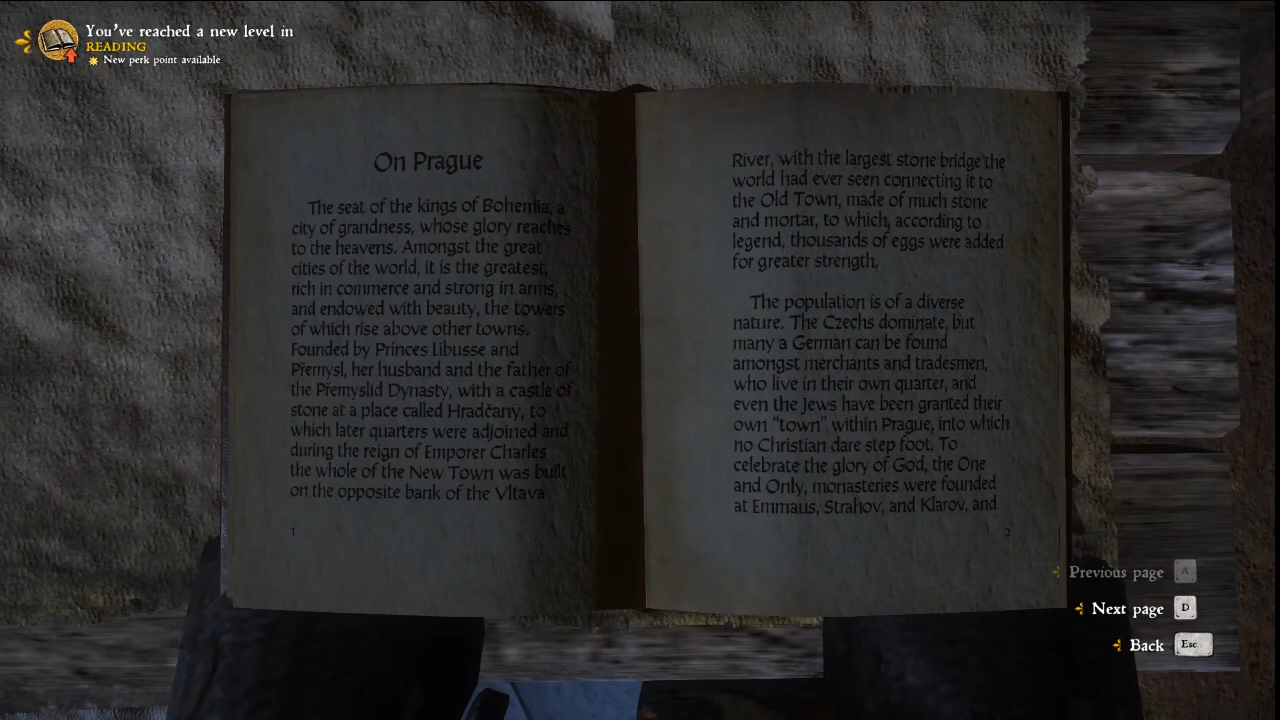 You've reached a new level in
READING
New perk point available
On Prague
The seat of the kings of Bohemia, a
city of grandness, whose glory reaches
to the heavens. Amongst the great
cities of the world, it is the greatest,
rich in commerce and strong in arms,
and endowed with beauty, the towers
of which rise above other towns.
Founded by Princes Libusse and
Přemysl, her husband and the father of
the Přemyslid Dynasty, with a castle of
stone at a place called Hradčany, to
which later quarters were adjoined and
during the reign of Emporer Charles
the whole of the New Town was built
on the opposite bank of the Vltava
1
River, with the largest stone bridge the
world had ever seen connecting it to
the Old Town, made of much stone
and mortar, to which, according to
legend, thousands of eggs were added
for greater strength.
The population is of a diverse
nature. The Czechs dominate, but
many a German can be found
amongst merchants and tradesmen,
who live in their own quarter, and
even the Jews have been granted their
own "town" within Prague, into which
no Christian dare step foot. To
celebrate the glory of God, the One
and Only, monasteries were founded
at Emmaus, Strahov, and Klarov, and
2
Previous page A
Next page D
Back Esc